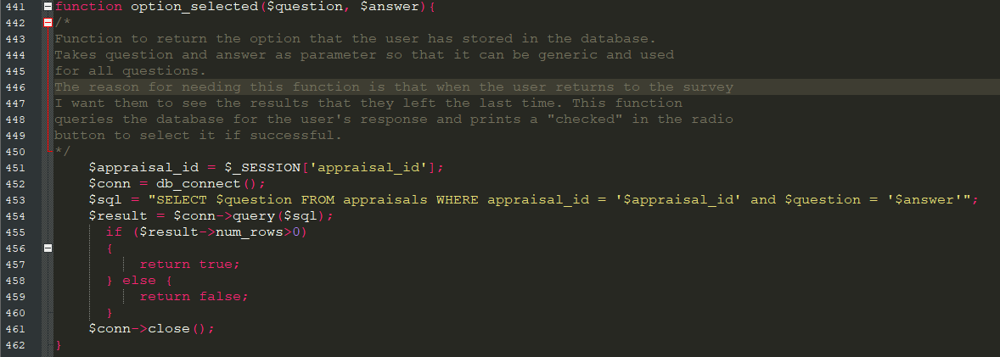 441 function option_selected($question, $answer){
442 /*
443 Function to return the option that the user has stored in the database.
444 Takes question and answer as parameter so that it can be generic and used
445 for all questions.
446 The reason for needing this function is that when the user returns to the survey
447 I want them to see the results that they left the last time. This function
448 queries the database for the user's response and prints a "checked" in the radio
449 button to select it if successful.
450 */
451 $appraisal_id = $_SESSION['appraisal_id'];
452 $conn = db_connect();
453 $sql = "SELECT $question FROM appraisals WHERE appraisal_id = '$appraisal_id' and $question = '$answer'";
454 $result = $conn->query($sql);
455 if ($result->num_rows>0)
456 {
457 return true;
458 } else {
459 return false;
460 }
461 $conn->close();
462 }